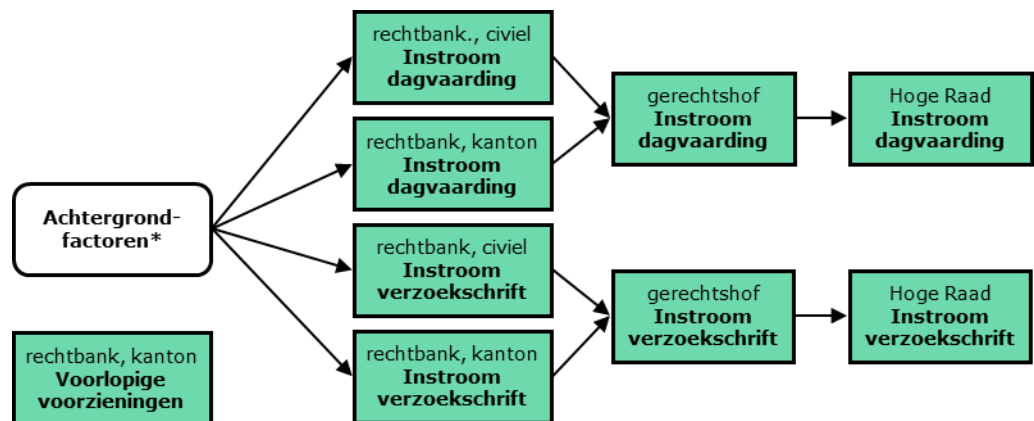 rechtbank., civiel
Instroom
dagvaarding
rechtbank, kanton
Instroom
dagvaarding
gerechtshof
Instroom
dagvaarding
Hoge Raad
Instroom
dagvaarding
Achtergrond-
factoren*
rechtbank, civiel
Instroom
verzoekschrift
rechtbank, kanton
Instroom
verzoekschrift
gerechtshof
Instroom
verzoekschrift
Hoge Raad
Instroom
verzoekschrift
rechtbank, kanton
Voorlopige
voorzieningen